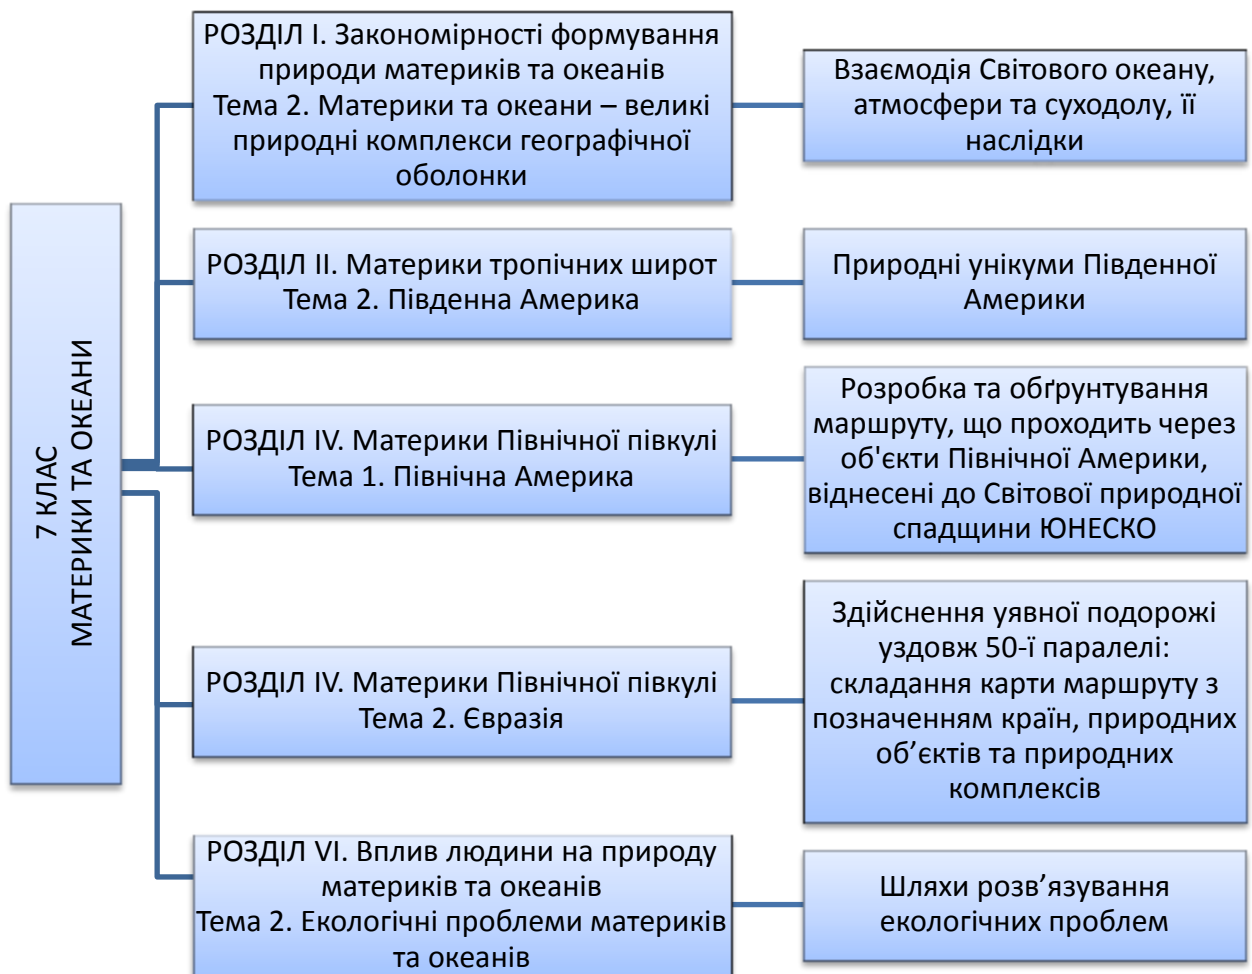 7 КЛАС
МАТЕРИКИ ТА ОКЕАНИ
РОЗДІЛ І. Закономірності формування
природи материків та океанів
Тема 2. Материки та океани – великі
природні комплекси географічної
оболонки
Взаємодія Світового океану,
атмосфери та суходолу, її
наслідки
РОЗДІЛ ІІ. Материки тропічних широт
Тема 2. Південна Америка
Природні унікуми Південної
Америки
РОЗДІЛ IV. Материки Північної півкулі
Тема 1. Північна Америка
Розробка та обґрунтування
маршруту, що проходить через
об'єкти Північної Америки,
віднесені до Світової природної
спадщини ЮНЕСКО
РОЗДІЛ IV. Материки Північної півкулі
Тема 2. Євразія
Здійснення уявної подорожі
уздовж 50-ї паралелі:
складання карти маршруту з
позначенням країн, природних
об’єктів та природних
комплексів
РОЗДІЛ VI. Вплив людини на природу
материків та океанів
Тема 2. Екологічні проблеми материків
та океанів
Шляхи розв’язування
екологічних проблем